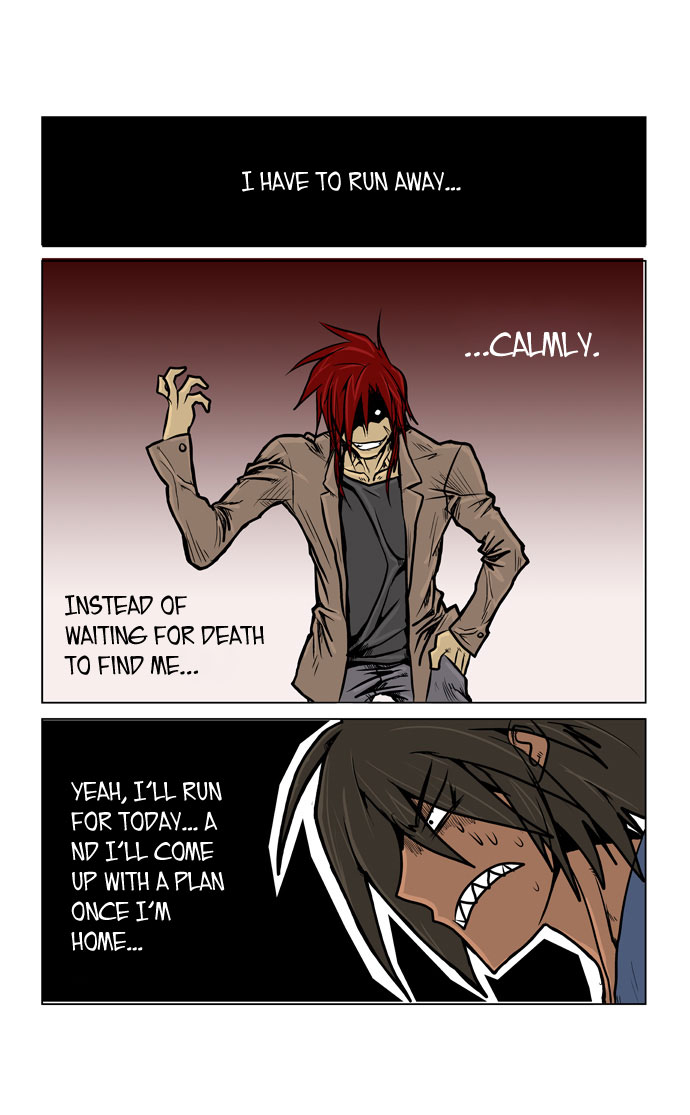 I HAVE TO RUN AWAY...
...CALMLY.
INSTEAD OF
WAITING FOR DEATH
TO FIND ME...
YEAH, I'LL RUN
FOR TODAY... A
ND I'LL COME
UP WITH A PLAN
ONCE I'M
HOME...